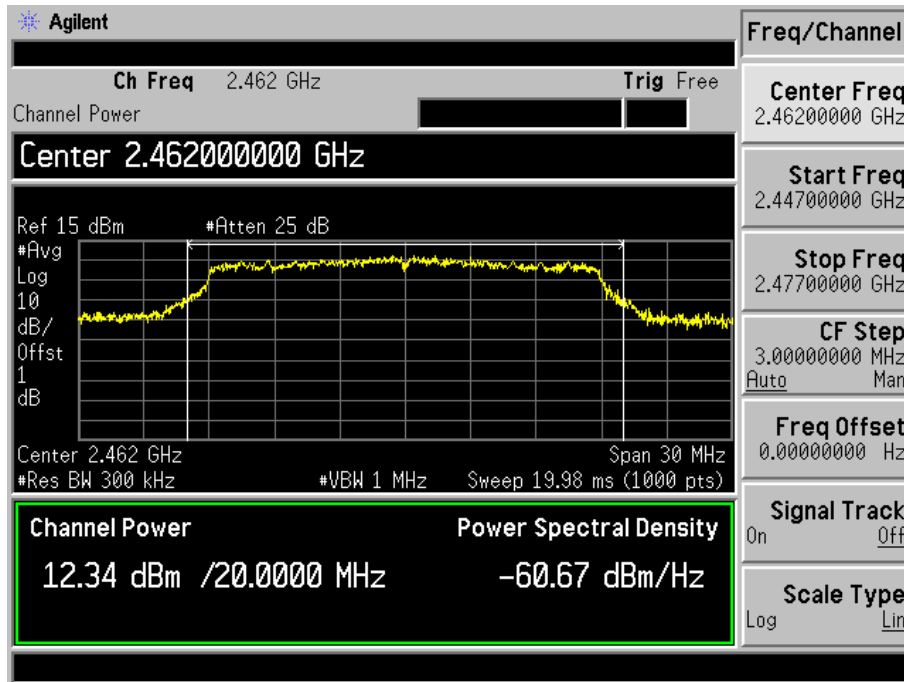 Agilent
Freq/Channel
Ch Freq 2.462 GHz Trig Free
Channel Power
Center 2.462000000 GHz
Ref 15 dBm #Atten 25 dB
#Avg
Log
10
dB/
Offst
1
dB
Center 2.462 GHz Span 30 MHz
#Res BW 300 kHz #VBW 1 MHz Sweep 19.98 ms (1000 pts)
Channel Power Power Spectral Density
12.34 dBm /20.0000 MHz -60.67 dBm/Hz
Center Freq
2.46200000 GHz
Start Freq
2.44700000 GHz
Stop Freq
2.47700000 GHz
CF Step
3.00000000 MHz
Auto Man
Freq Offset
0.00000000 Hz
Signal Track
On Off
Scale Type
Log Lin